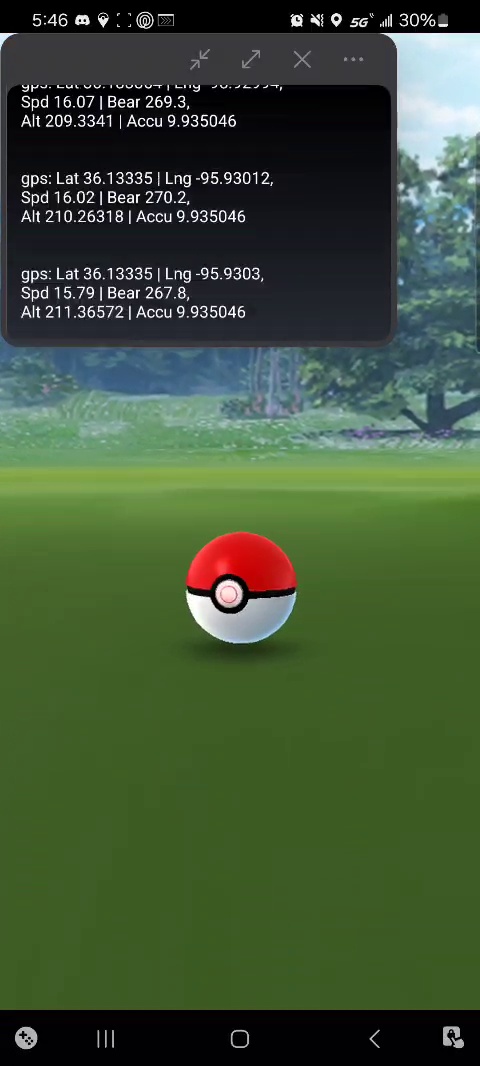 5:46
5G
30%
Spd 16.07 | Bear 269.3,
Alt 209.3341 | Accu 9.935046
gps: Lat 36.13335 | Lng -95.93012,
Spd 16.02 | Bear 270.2,
Alt 210.26318 | Accu 9.935046
gps: Lat 36.13335 | Lng -95.9303,
Spd 15.79 | Bear 267.8,
Alt 211.36572 | Accu 9.935046